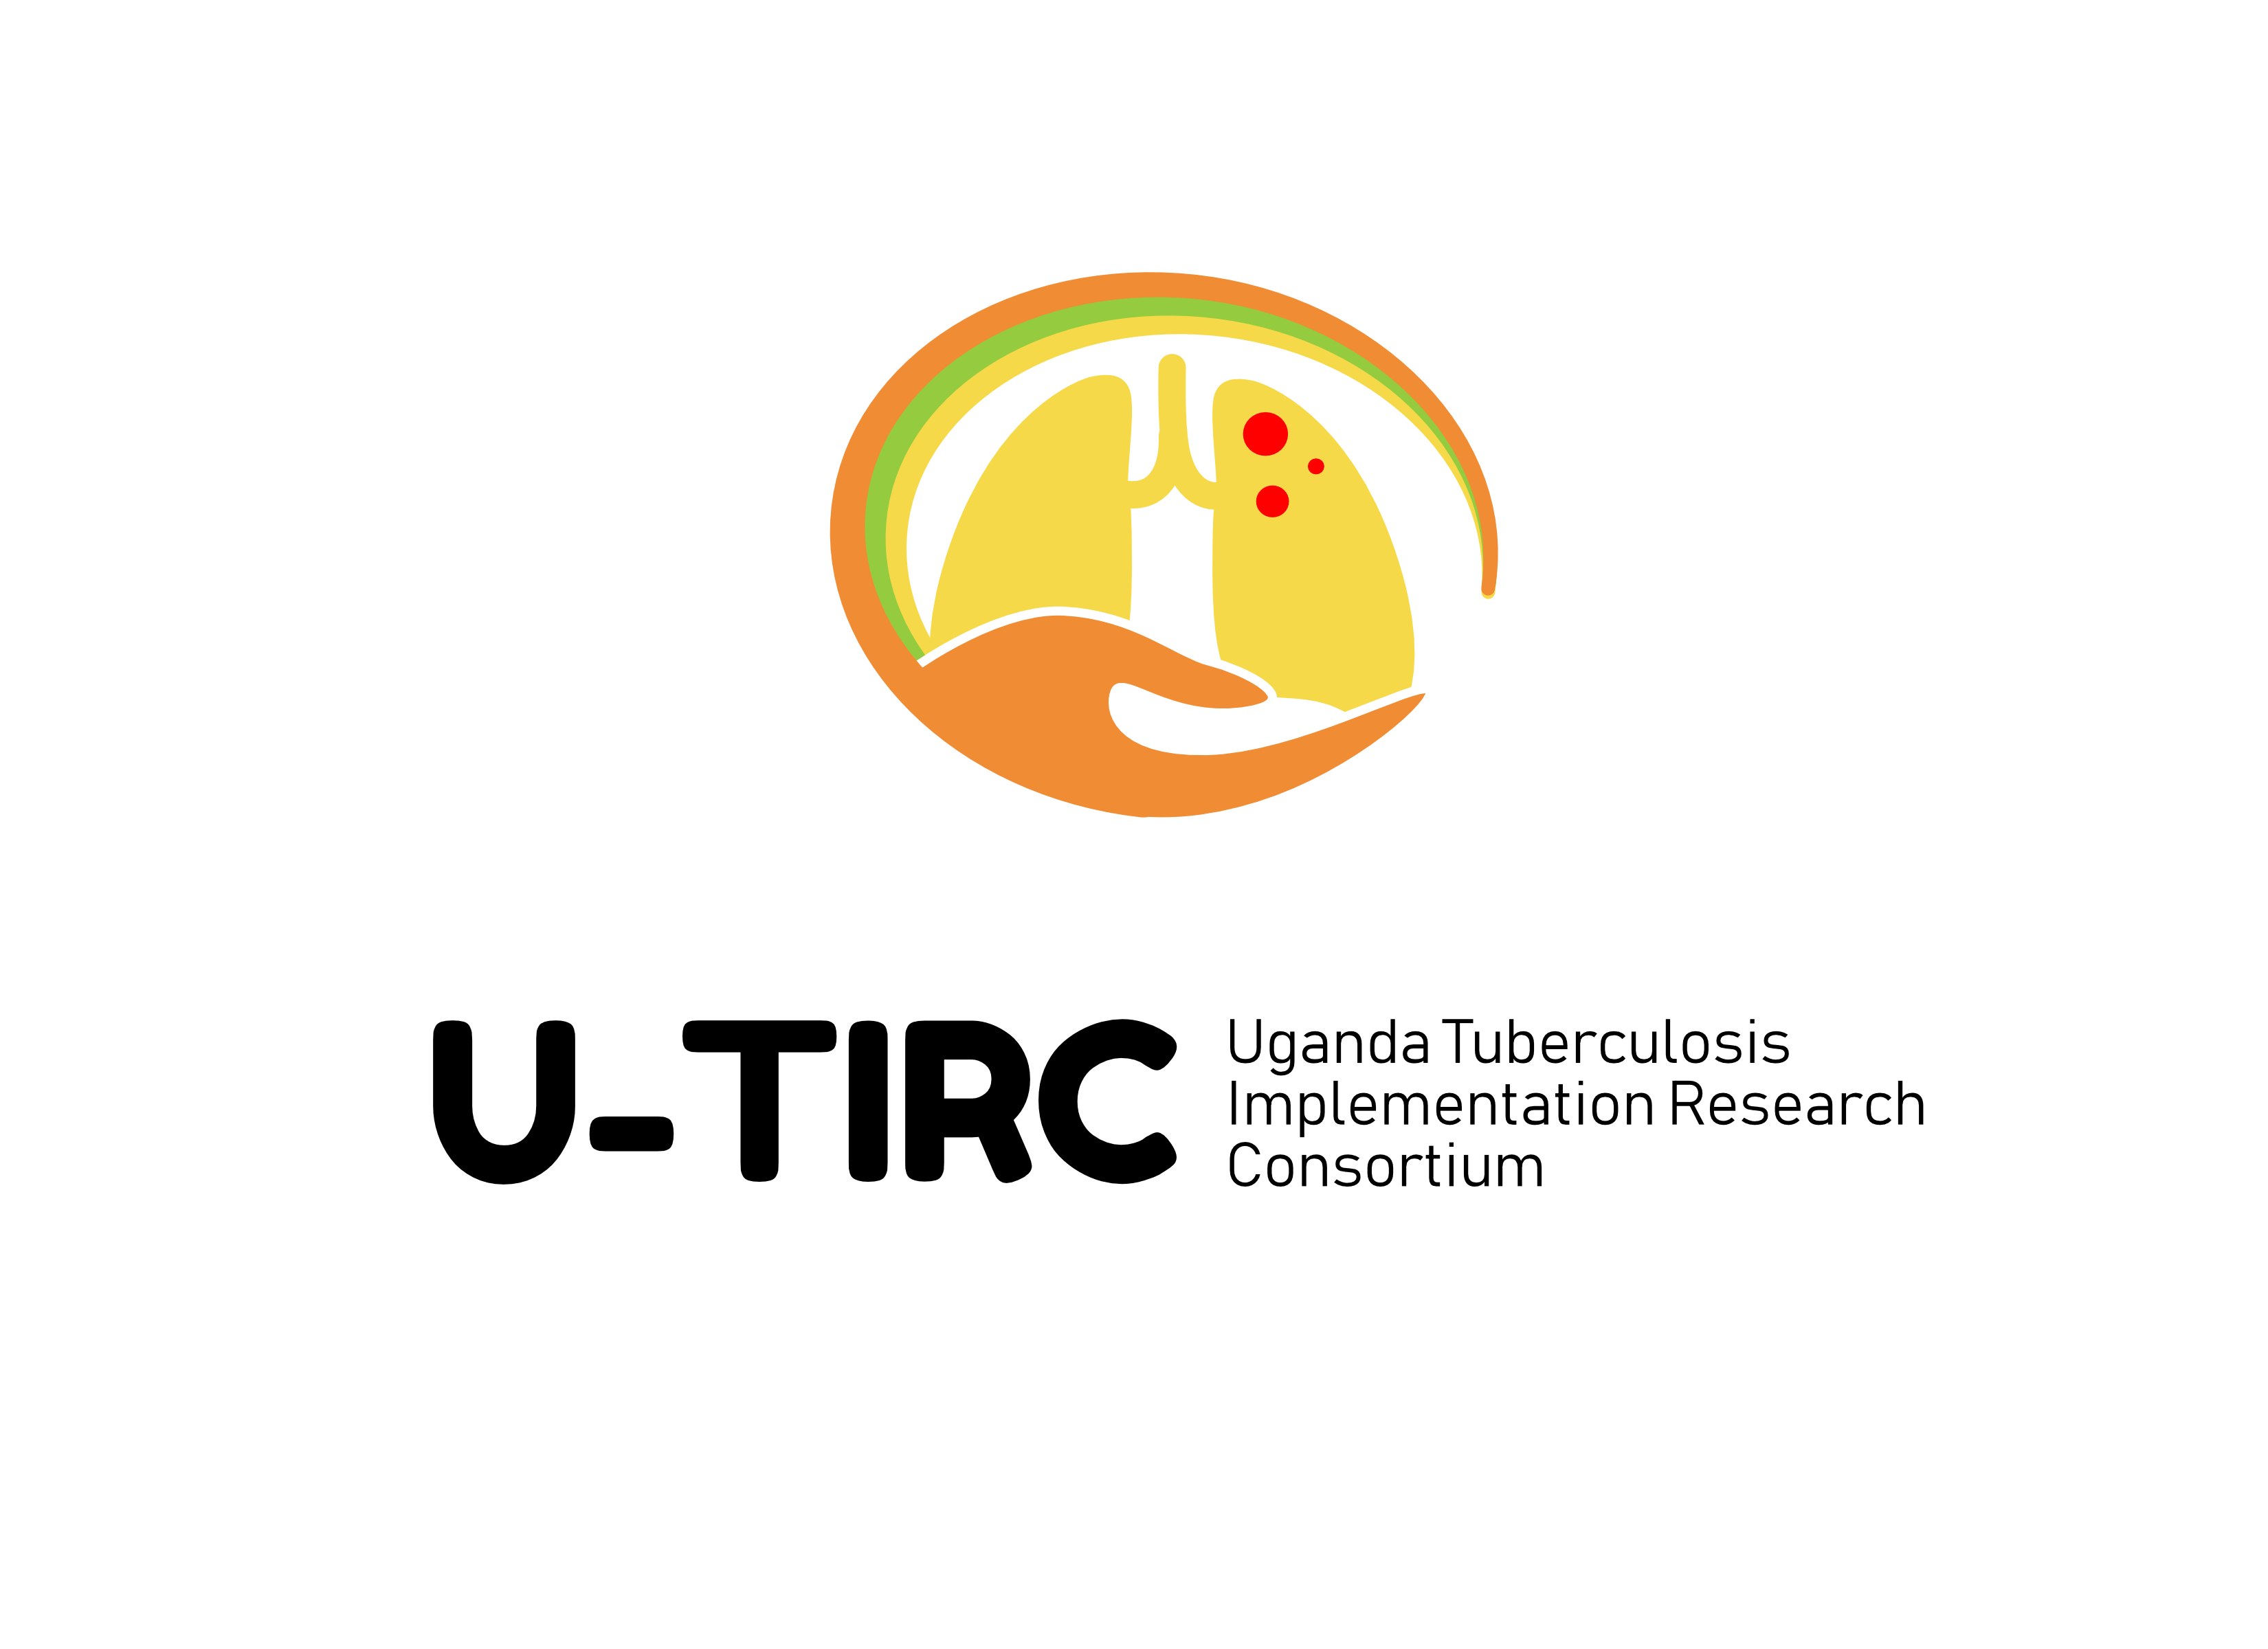 U-TIRC
Uganda Tuberculosis
Implementation Research
Consortium